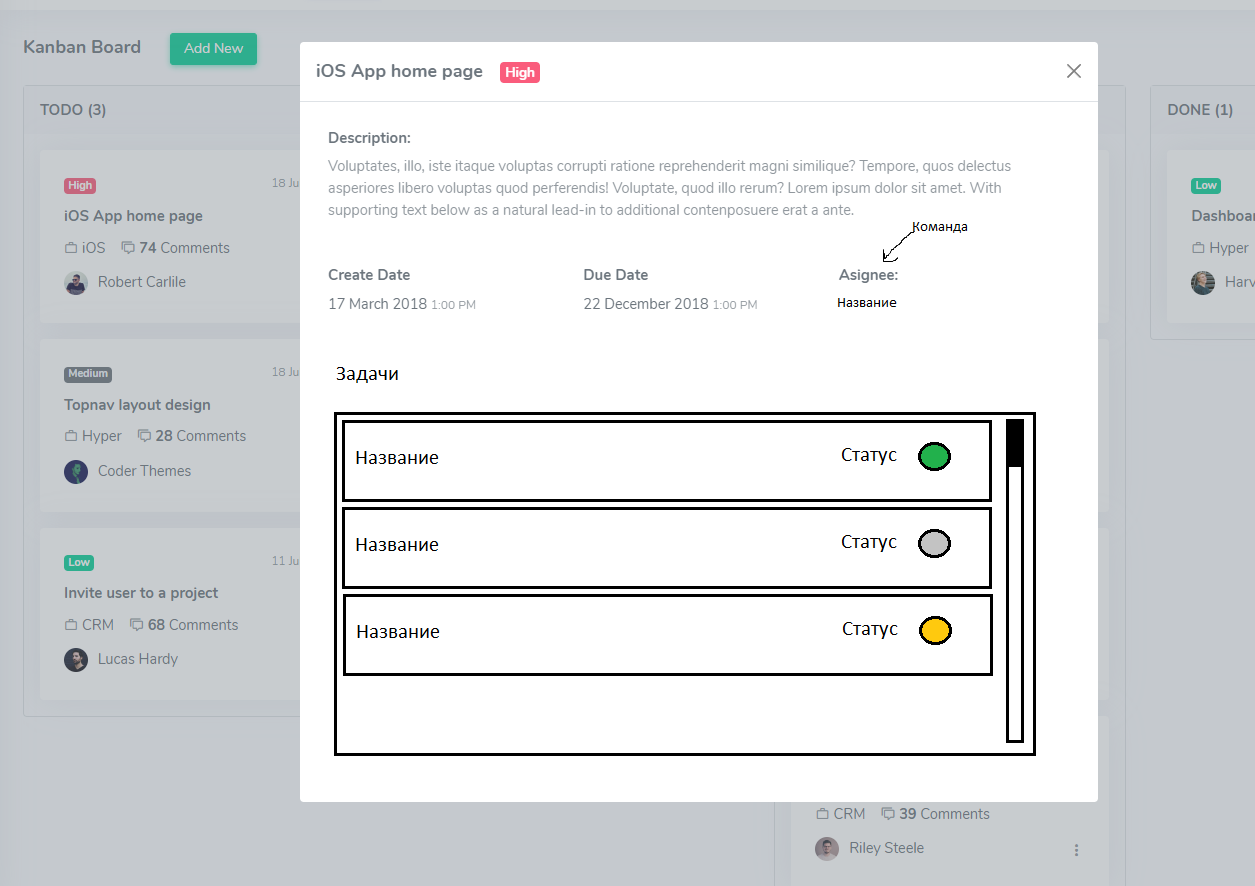 Kanban Board
Add New
TODO (3)
High
18 Ju
iOS App home page
iOS
74 Comments
Robert Carlile
Medium
18 Ju
Topnav layout design
Hyper
28 Comments
Coder Themes
Low
11 Ju
Invite user to a project
CRM
68 Comments
Lucas Hardy
iOS App home page
High
Description:
Voluptates, illo, iste itaque voluptas corrupti ratione reprehenderit magni similique? Tempore, quos delectus
asperiores libero voluptas quod perferendis! Voluptate, quod illo rerum? Lorem ipsum dolor sit amet. With
supporting text below as a natural lead-in to additional contenposuere erat a ante.
Команда
Create Date
Due Date
Asignee:
17 March 2018 1:00 PM
22 December 2018 1:00 PM
Название
Задачи
Название
Статус
Название
Статус
Название
Статус
CRM
39 Comments
Riley Steele
DONE (1)
Low
Dashboar
Hyper
Harv